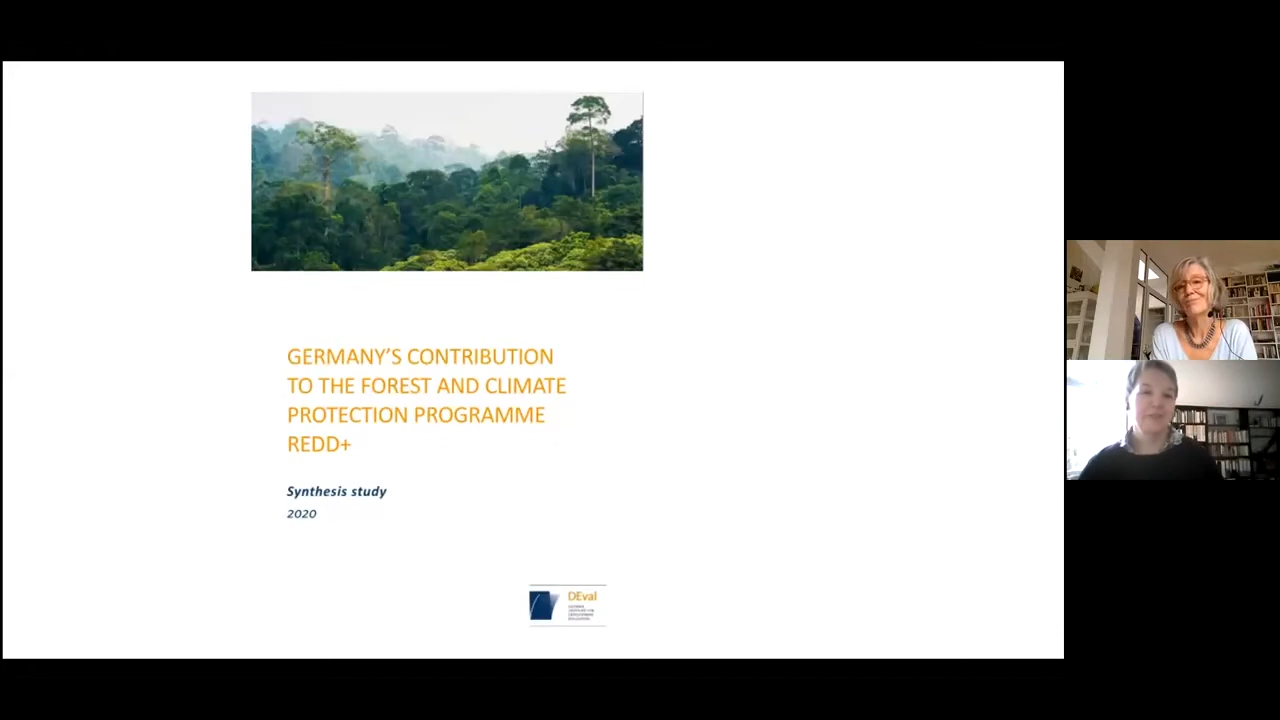 GERMANY'S CONTRIBUTION
TO THE FOREST AND CLIMATE
PROTECTION PROGRAMME
REDD+
Synthesis study
2020
DEval